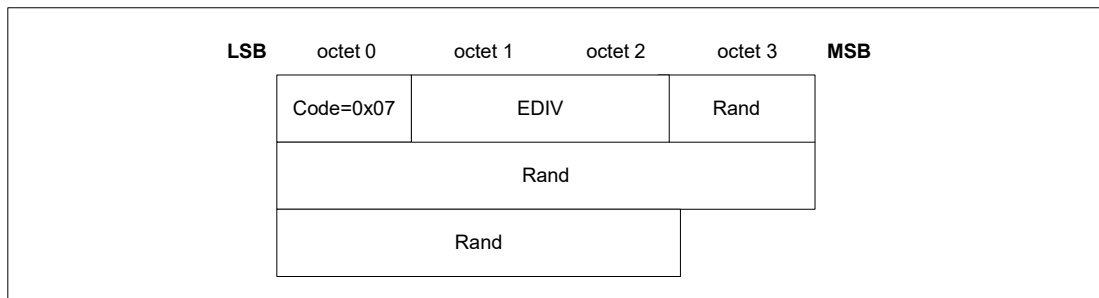 LSB octet 0 octet 1 octet 2 octet 3 MSB
Code=0x07 EDIV Rand
Rand
Rand